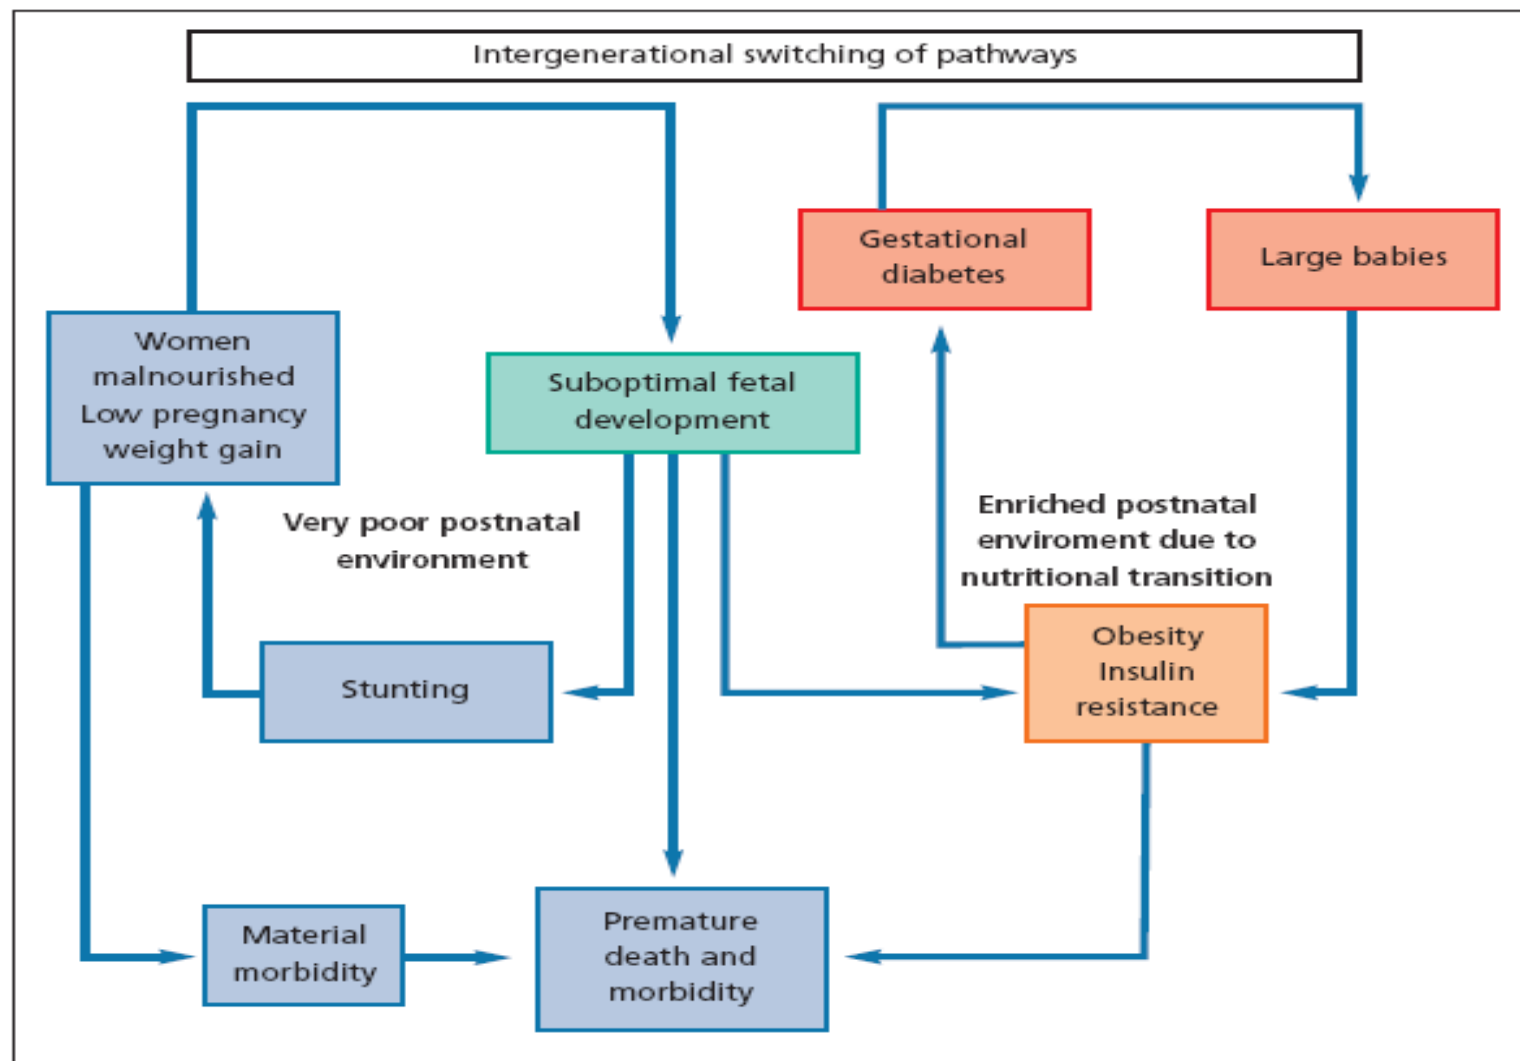 Intergenerational switching of pathways
Gestational
diabetes
Large babies
Women
malnourished
Low pregnancy
weight gain
Suboptimal fetal
development
Very poor postnatal
environment
Enriched postnatal
enviroment due to
nutritional transition
Stunting
Obesity
Insulin
resistance
Material
morbidity
Premature
death and
morbidity